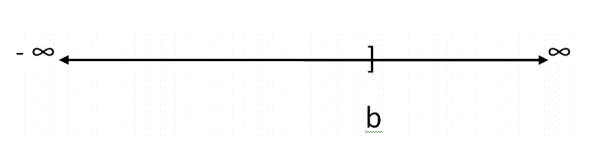 - ∞ ] ∞
b